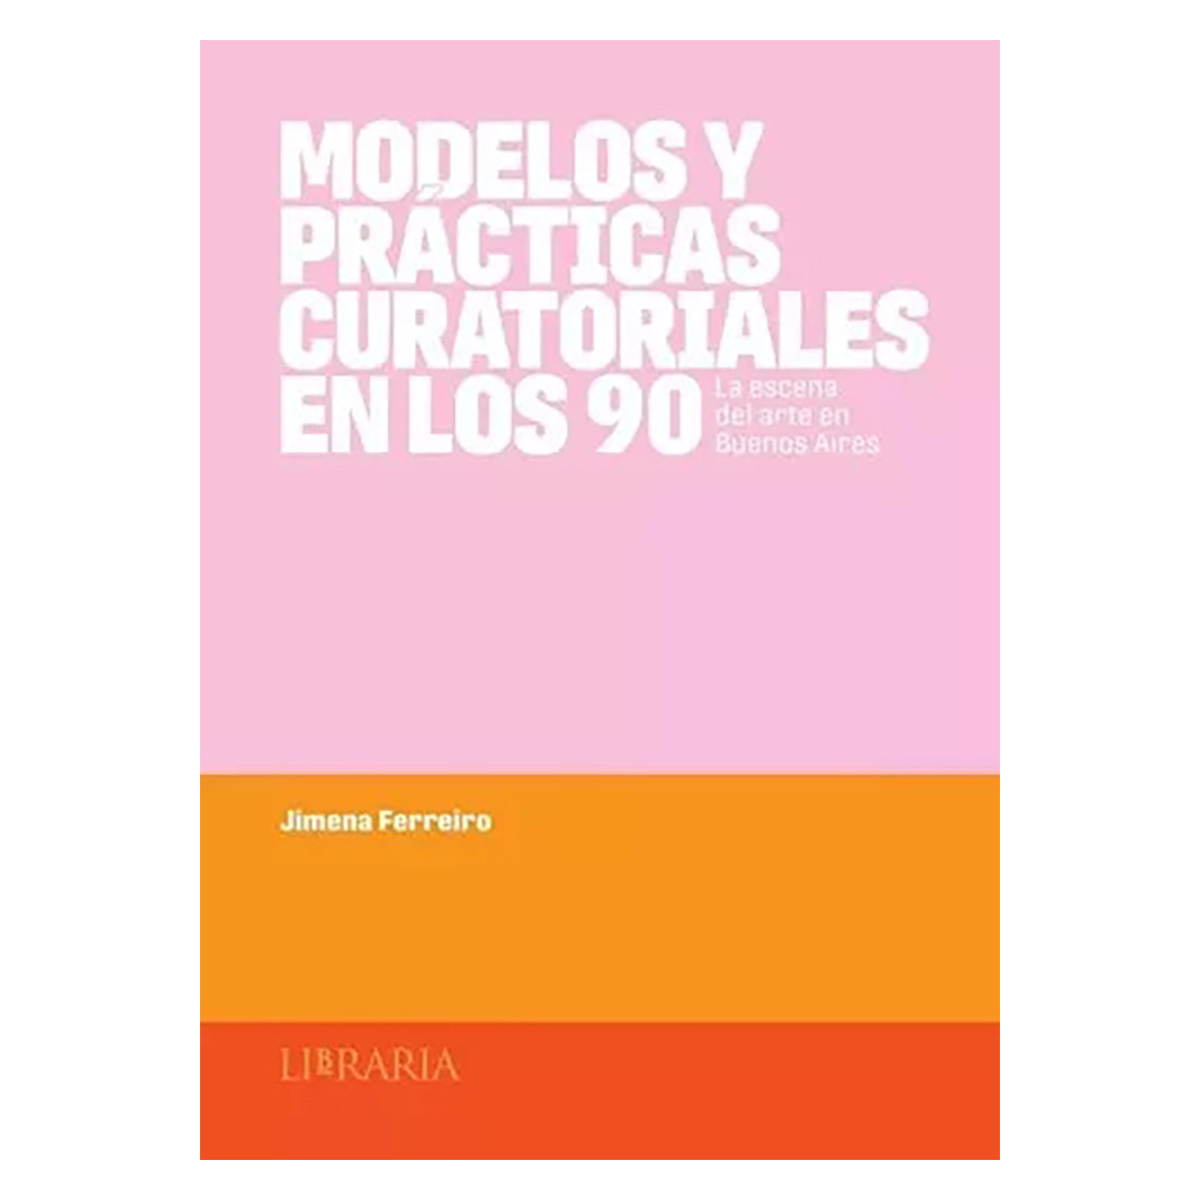 MODELOS Y
PRÁCTICAS
CURATORIALES
EN LOS 90
La escena
del arte en
Buenos Aires
Jimena Ferreiro
LIBRARIA